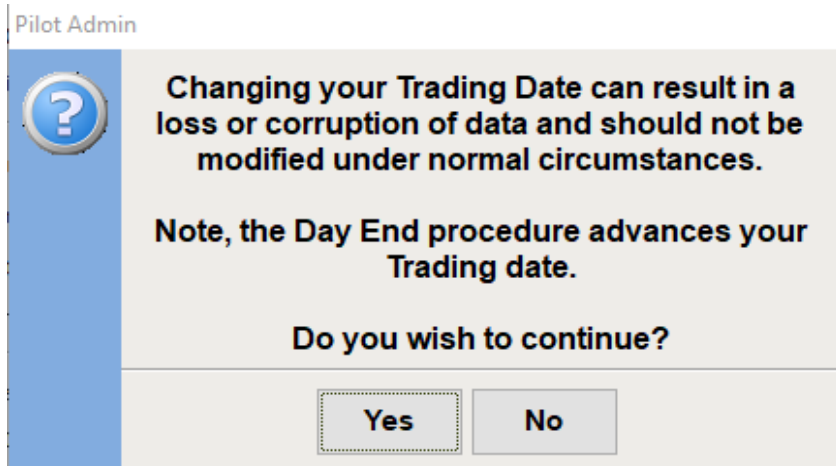 Pilot Admin
Changing your Trading Date can result in a
loss or corruption of data and should not be
modified under normal circumstances.
Note, the Day End procedure advances your
Trading date.
Do you wish to continue?
Yes No